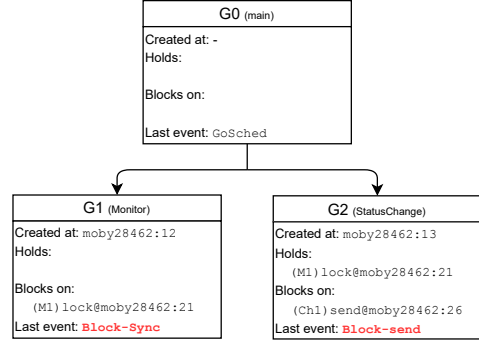 G0 (main)
Created at: -
Holds:
Blocks on:
Last event: GoSched
G1 (Monitor)
Created at: moby28462:12
Holds:
Blocks on:
(M1)lock@moby28462:21
Last event: Block-Sync
G2 (StatusChange)
Created at: moby28462:13
Holds:
(M1)lock@moby28462:21
Blocks on:
(Ch1)send@moby28462:26
Last event: Block-send